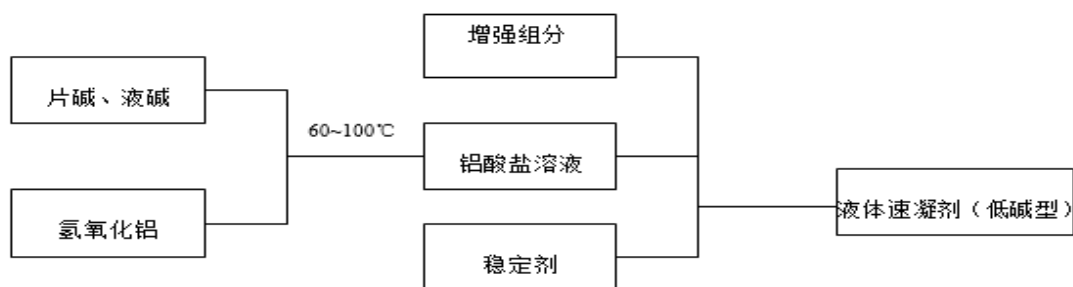 增强组分
片碱、液碱
60~100℃
铝酸盐溶液
氢氧化铝
稳定剂
液体速凝剂（低碱型）